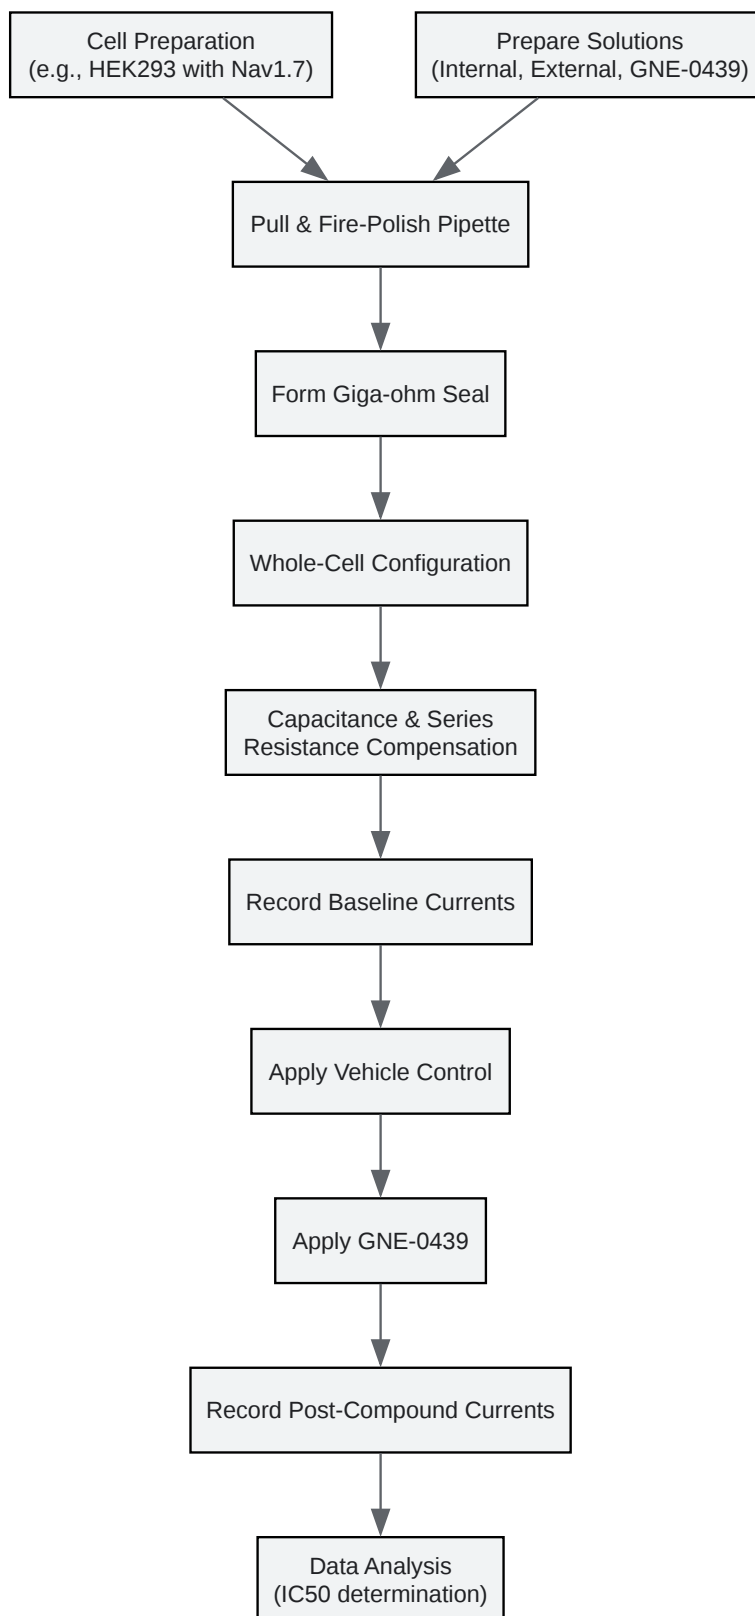 Cell Preparation
(e.g., HEK293 with Nav1.7)
Prepare Solutions
(Internal, External, GNE-0439)
Pull & Fire-Polish Pipette
Form Giga-ohm Seal
Whole-Cell Configuration
Capacitance & Series
Resistance Compensation
Record Baseline Currents
Apply Vehicle Control
Apply GNE-0439
Record Post-Compound Currents
Data Analysis
(IC50 determination)